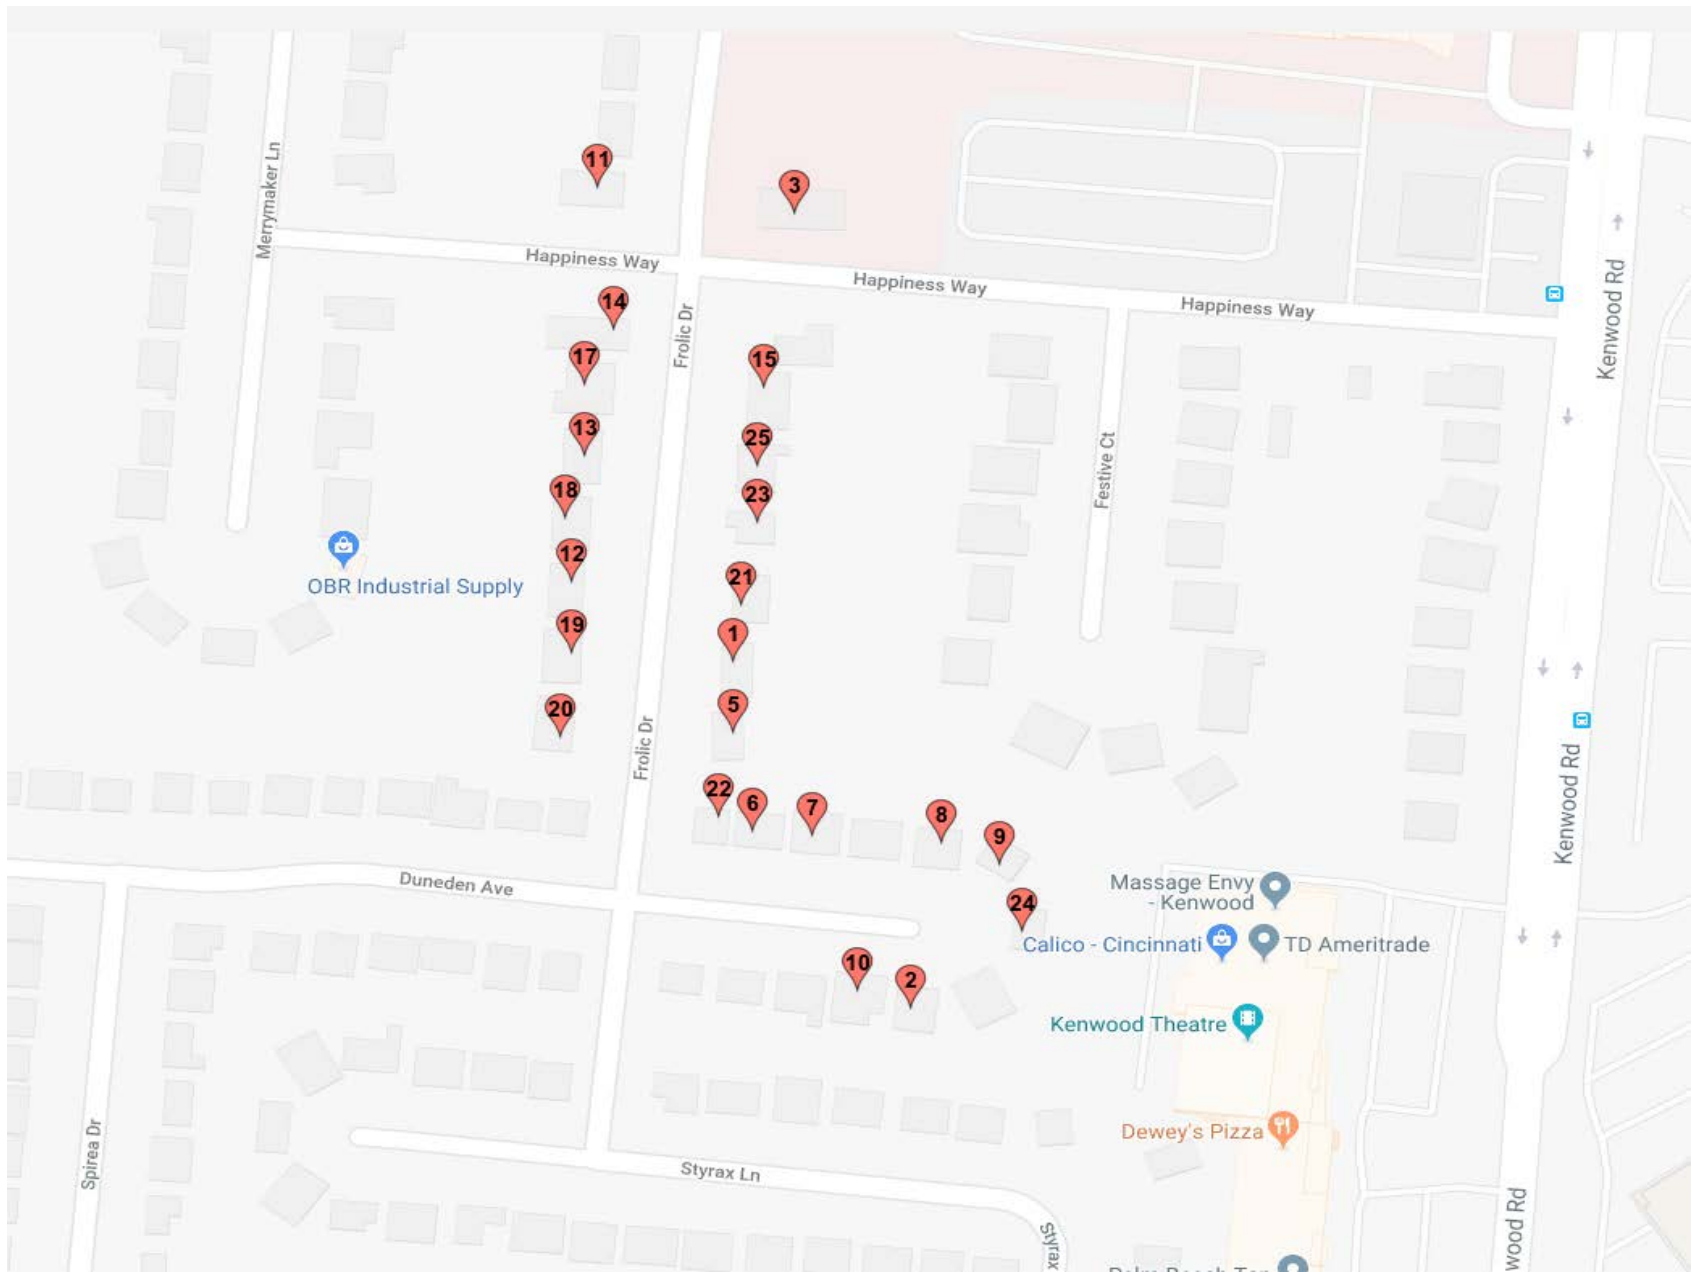 11
3
Merrymaker Ln
Happiness Way
Happiness Way
Happiness Way
14
Frolic Dr
17
15
Kenwood Rd
13
25
Festive Ct
18
23
12
OBR Industrial Supply
21
19
1
20
5
Frolic Dr
Kenwood Rd
22
6
7
8
9
Duneden Ave
Massage Envy
- Kenwood
24
Calico - Cincinnati
TD Ameritrade
10
2
Kenwood Theatre
Dewey's Pizza
Spirea Dr
Styrax Ln
Styrax
wood Rd